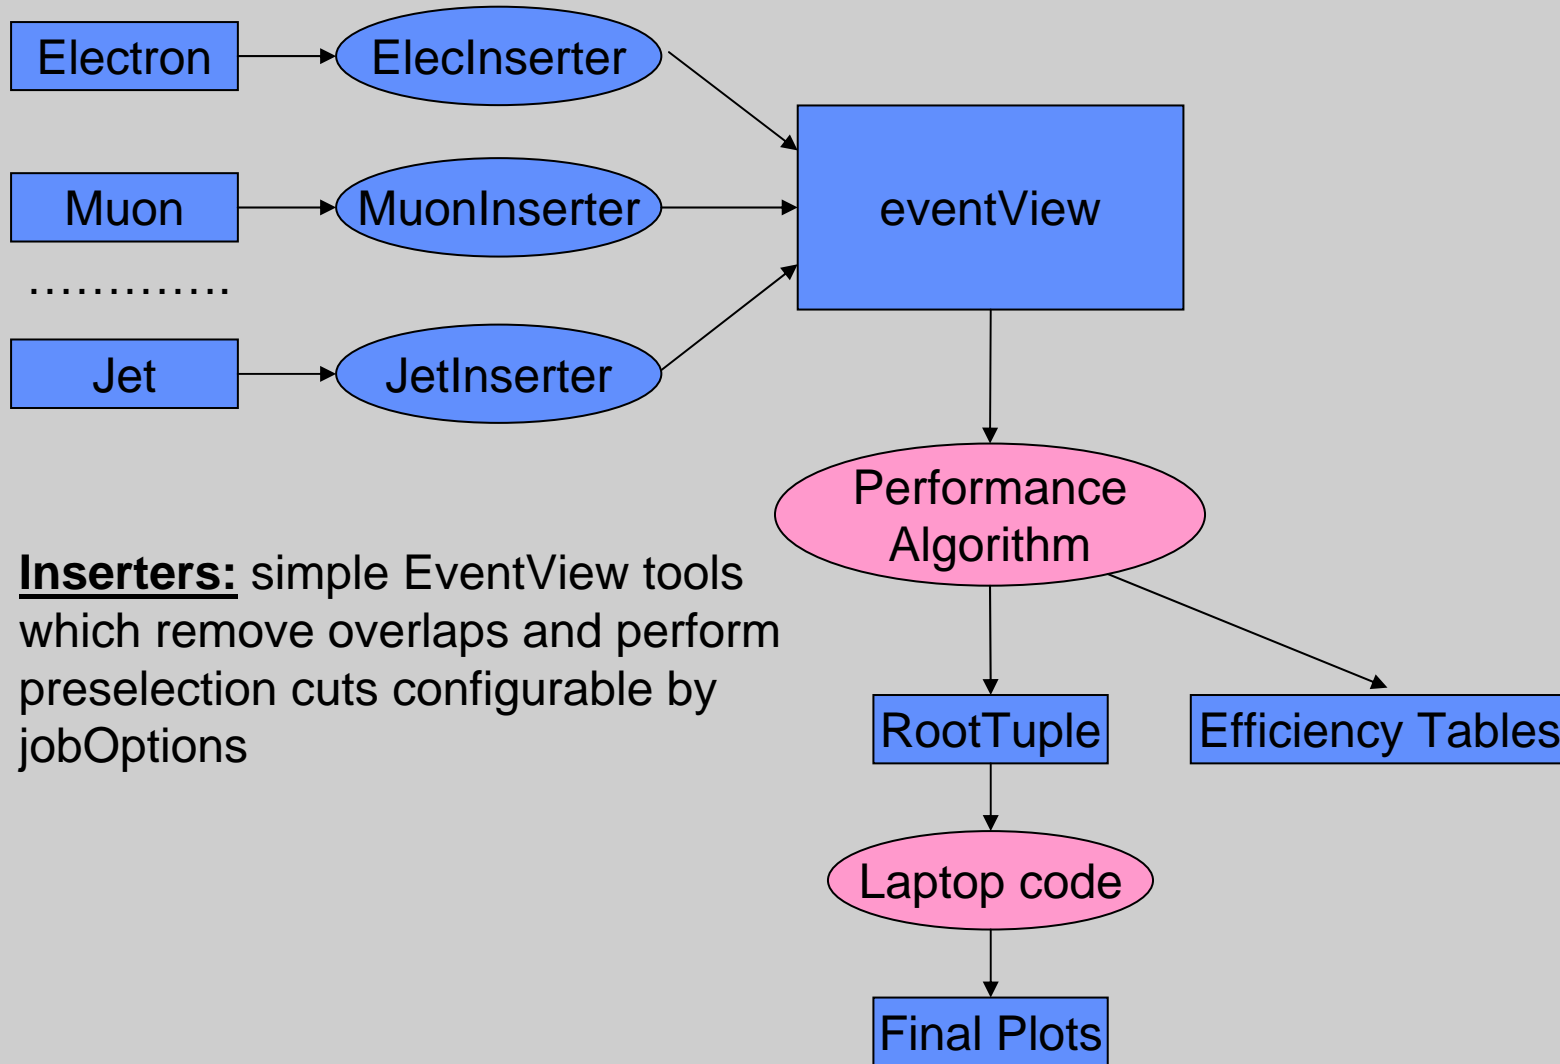 Electron
ElecInserter
Muon
MuonInserter
eventView
………….
Jet
JetInserter
Performance
Algorithm
Inserters: simple EventView tools
which remove overlaps and perform
preselection cuts configurable by
jobOptions
RootTuple
Efficiency Tables
Laptop code
Final Plots